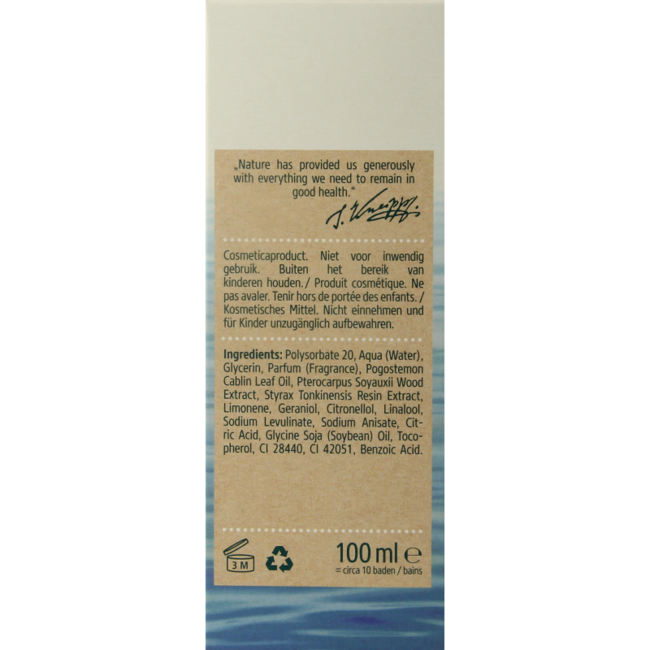 „Nature has provided us generously
with everything we need to remain in
good health.“
S. Kneipp.
Cosmeticaproduct. Niet voor inwendig
gebruik. Buiten het bereik van
kinderen houden. / Produit cosmétique. Ne
pas avaler. Tenir hors de portée des enfants. /
Kosmetisches Mittel. Nicht einnehmen und
für Kinder unzugänglich aufbewahren.
Ingredients: Polysorbate 20, Aqua (Water),
Glycerin, Parfum (Fragrance), Pogostemon
Cablin Leaf Oil, Pterocarpus Soyauxii Wood
Extract, Styrax Tonkinensis Resin Extract,
Limonene, Geraniol, Citronellol, Linalool,
Sodium Levulinate, Sodium Anisate, Cit-
ric Acid, Glycine Soja (Soybean) Oil, Toco-
pherol, CI 28440, CI 42051, Benzoic Acid.
3 M
100 ml ℮
= circa 10 baden / bains